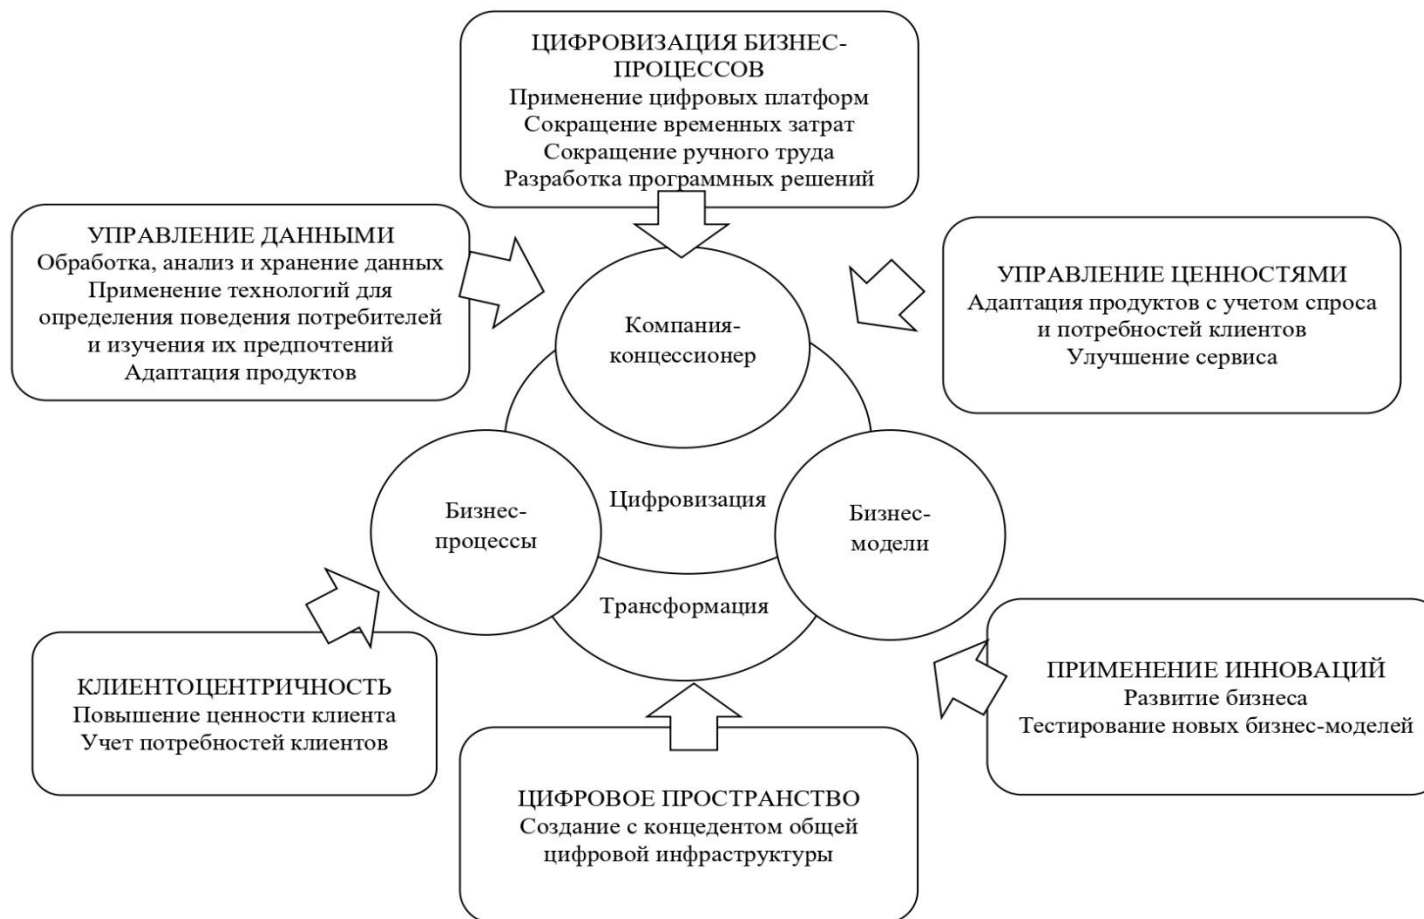 ЦИФРОВИЗАЦИЯ БИЗНЕС-
ПРОЦЕССОВ
Применение цифровых платформ
Сокращение временных затрат
Сокращение ручного труда
Разработка программных решений
УПРАВЛЕНИЕ ДАННЫМИ
Обработка, анализ и хранение данных
Применение технологий для
определения поведения потребителей
и изучения их предпочтений
Адаптация продуктов
УПРАВЛЕНИЕ ЦЕННОСТЯМИ
Адаптация продуктов с учетом спроса
и потребностей клиентов
Улучшение сервиса
Компания-
концессионер
Бизнес-
процессы
Цифровизация
Бизнес-
модели
Трансформация
КЛИЕНТОЦЕНТРИЧНОСТЬ
Повышение ценности клиента
Учет потребностей клиентов
ПРИМЕНЕНИЕ ИННОВАЦИЙ
Развитие бизнеса
Тестирование новых бизнес-моделей
ЦИФРОВОЕ ПРОСТРАНСТВО
Создание с концедентом общей
цифровой инфраструктуры